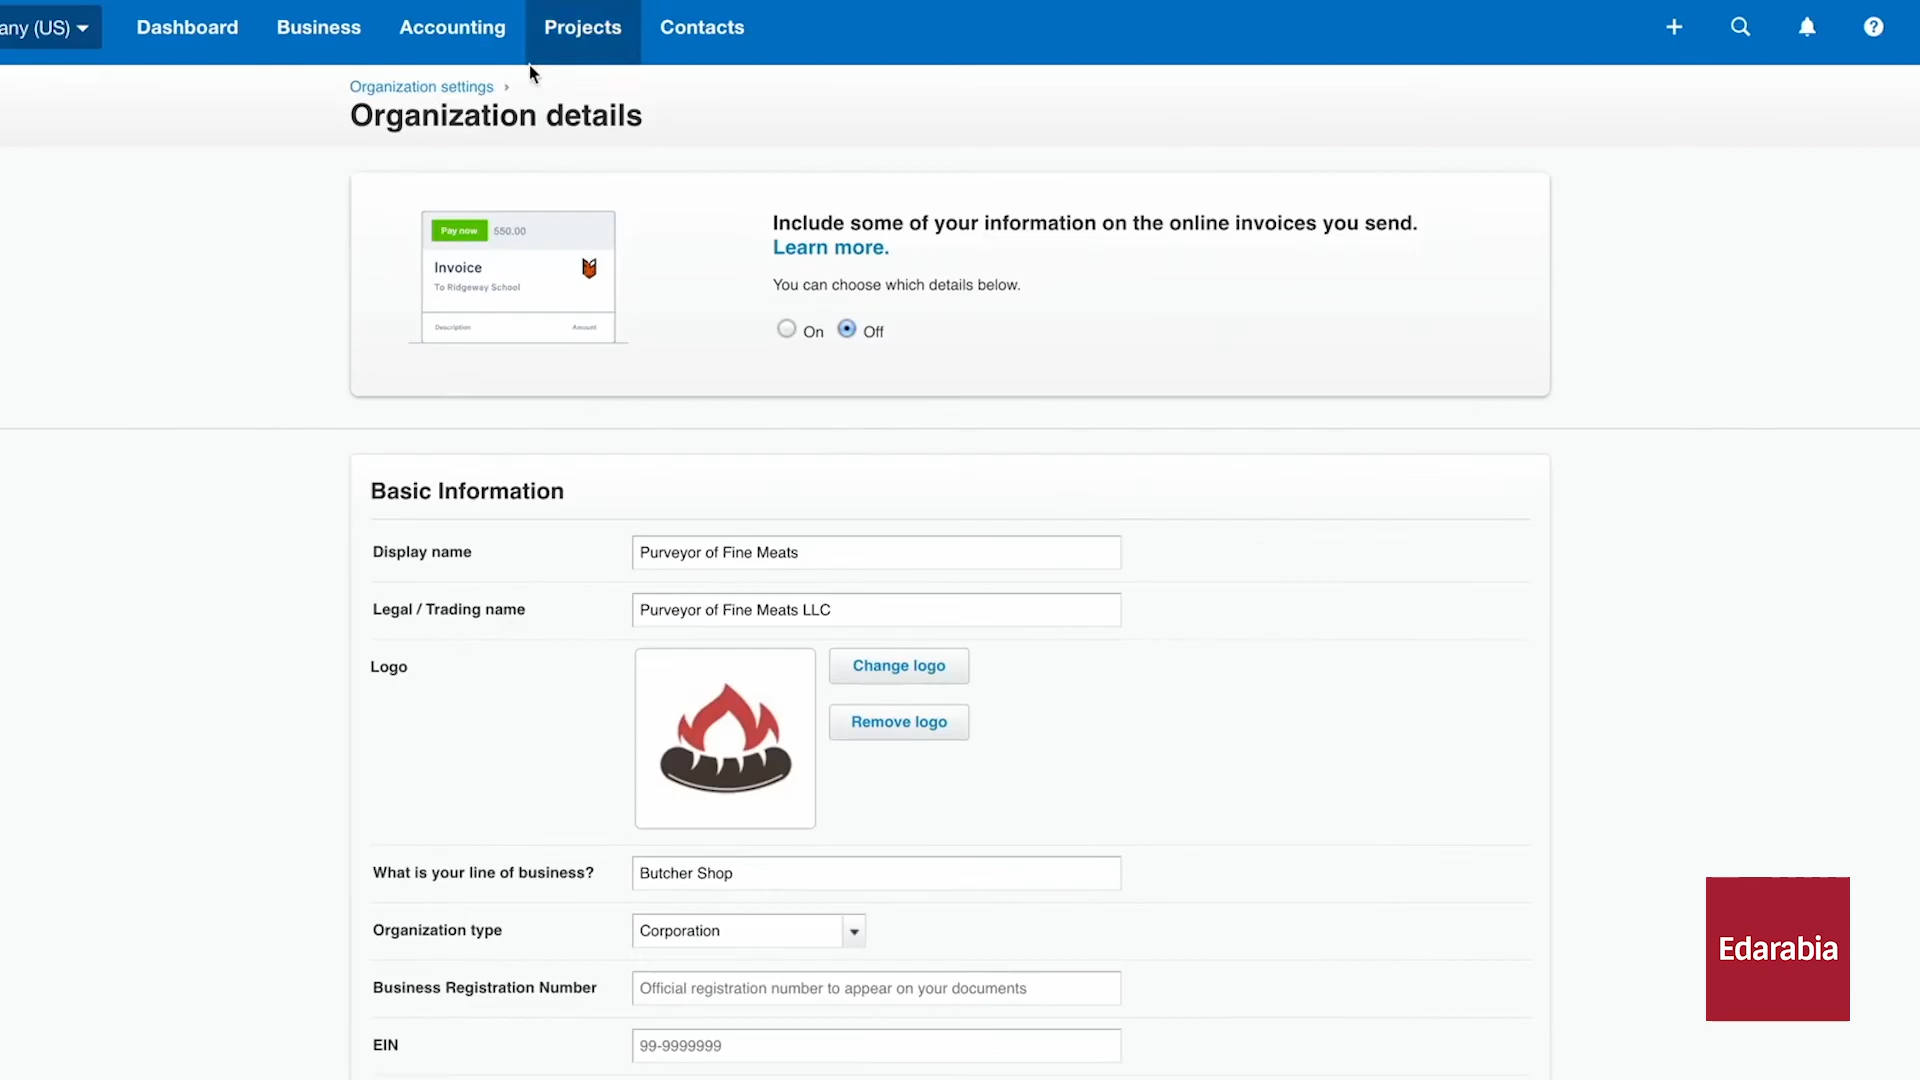 any (US)
Dashboard
Business
Accounting
Projects
Contacts
Organization settings ›
Organization details
Pay now 550.00
Invoice
To Ridgeway School
Description Amount
Include some of your information on the online invoices you send.
Learn more.
You can choose which details below.
On Off
Basic Information
Display name Purveyor of Fine Meats
Legal / Trading name Purveyor of Fine Meats LLC
Logo
Change logo
Remove logo
What is your line of business? Butcher Shop
Organization type Corporation
Business Registration Number Official registration number to appear on your documents
EIN 99-9999999
Edarabia